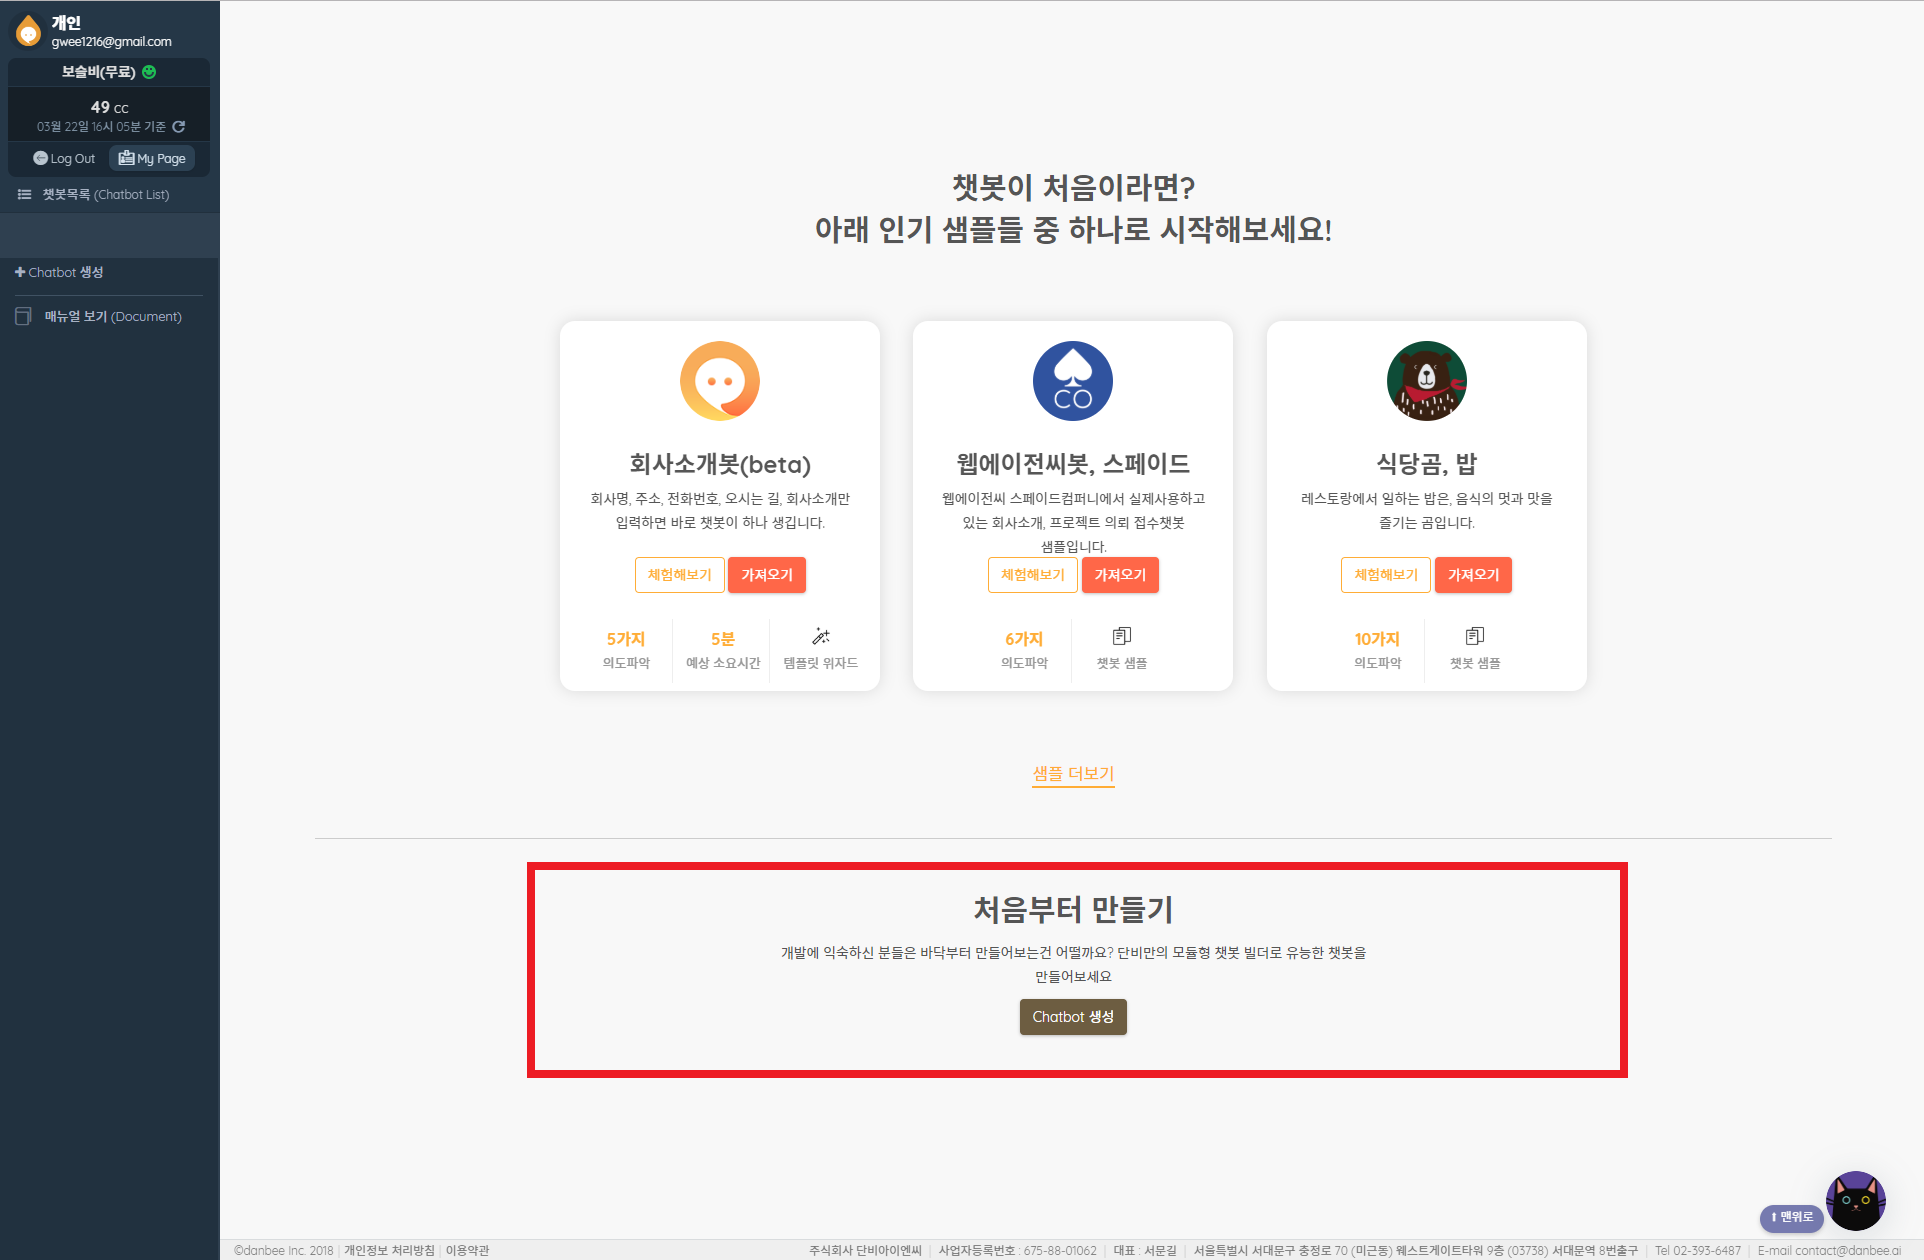 개인
gwee1216@gmail.com
보슬비(무료)
49 cc
03월 22일 16시 05분 기준
Log Out
My Page
챗봇목록 (Chatbot List)
Chatbot 생성
매뉴얼 보기 (Document)
챗봇이 처음이라면?
아래 인기 샘플들 중 하나로 시작해보세요!
회사소개봇(beta)
회사명, 주소, 전화번호, 오시는 길, 회사소개만
입력하면 바로 챗봇이 하나 생깁니다.
체험해보기 가져오기
5가지
의도파악
5분
예상 소요시간
템플릿 위자드
CO
웹에이전씨봇, 스페이드
웹에이전씨 스페이드컴퍼니에서 실제사용하고
있는 회사소개, 프로젝트 의뢰 접수챗봇
샘플입니다.
체험해보기 가져오기
6가지
의도파악
챗봇 샘플
식당곰, 밥
레스토랑에서 일하는 밥은, 음식의 멋과 맛을
즐기는 곰입니다.
체험해보기 가져오기
10가지
의도파악
챗봇 샘플
샘플 더보기
처음부터 만들기
개발에 익숙하신 분들은 바닥부터 만들어보는건 어떨까요? 단비만의 모듈형 챗봇 빌더로 유능한 챗봇을
만들어보세요
Chatbot 생성
맨위로
©danbee Inc. 2018 | 개인정보 처리방침 | 이용약관
주식회사 단비아이엔씨 | 사업자등록번호 : 675-88-01062 | 대표 : 서문길 | 서울특별시 서대문구 충정로 70 (미근동) 웨스트게이트타워 9층 (03738) 서대문역 8번출구 | Tel 02-393-6487 | E-mail contact@danbee.ai